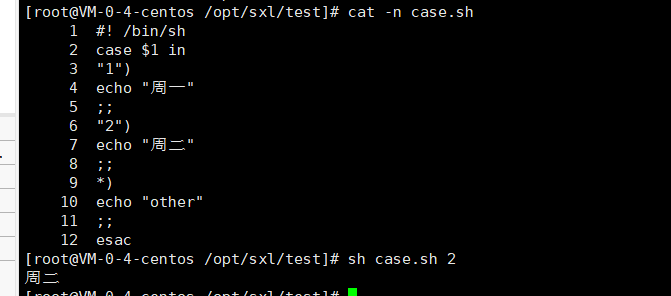 [root@VM-0-4-centos /opt/sxl/test]# cat -n case.sh
1 #! /bin/sh
2 case $1 in
3 "1")
4 echo "周一"
5 ;;
6 "2")
7 echo "周二"
8 ;;
9 *)
10 echo "other"
11 ;;
12 esac
[root@VM-0-4-centos /opt/sxl/test]# sh case.sh 2
周二
[root@VM-0-4-centos /opt/sxl/test]#